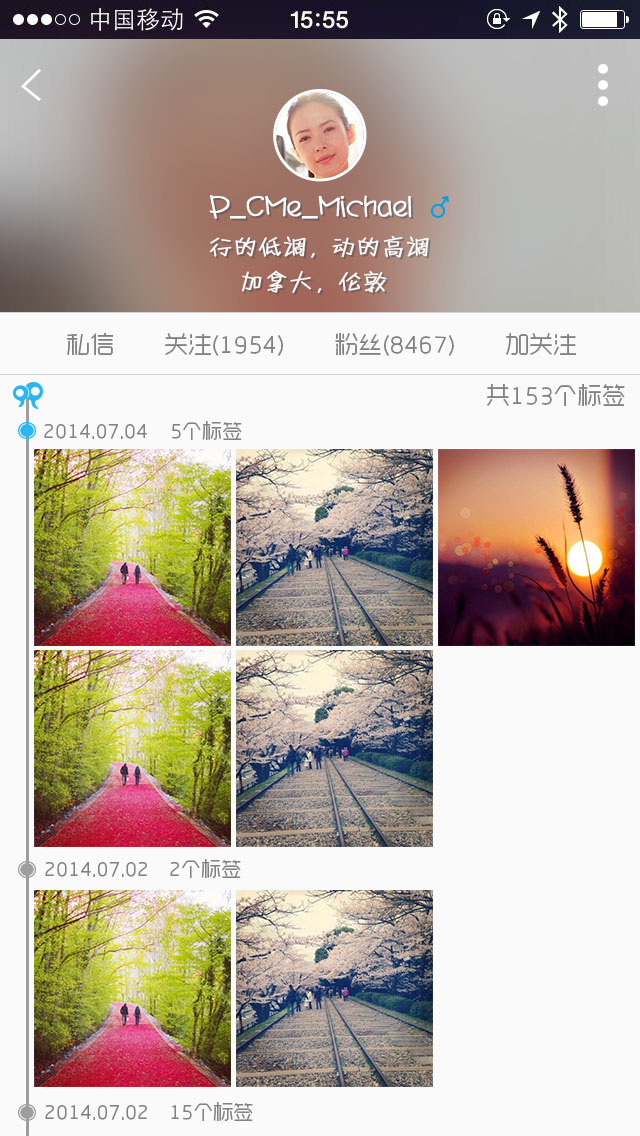 中国移动 15:55
P_CMe_Michael
行的低调，动的高调
加拿大，伦敦
私信 关注(1954) 粉丝(8467) 加关注
共153个标签
2014.07.04 5个标签
2014.07.02 2个标签
2014.07.02 15个标签